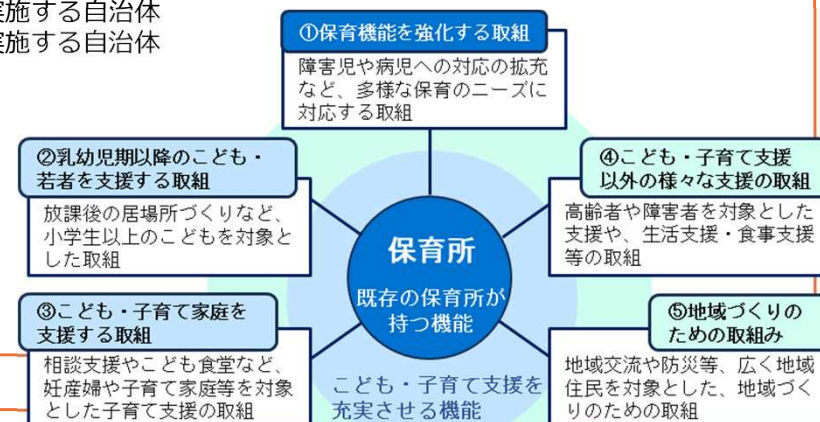 実施する自治体
実施する自治体
①保育機能を強化する取組
障害児や病児への対応の拡充
など、多様な保育のニーズに
対応する取組
②乳幼児期以降のこども・
若者を支援する取組
放課後の居場所づくりなど、
小学生以上のこどもを対象と
した取組
④こども・子育て支援
以外の様々な支援の取組
高齢者や障害者を対象とした
支援や、生活支援・食事支援
等の取組
保育所
既存の保育所が
持つ機能
③こども・子育て家庭を
支援する取組
相談支援やこども食堂など、
妊産婦や子育て家庭等を対象
とした子育て支援の取組
こども・子育て支援を
充実させる機能
⑤地域づくりの
ための取組み
地域交流や防災等、広く地域
住民を対象とした、地域づく
りのための取組